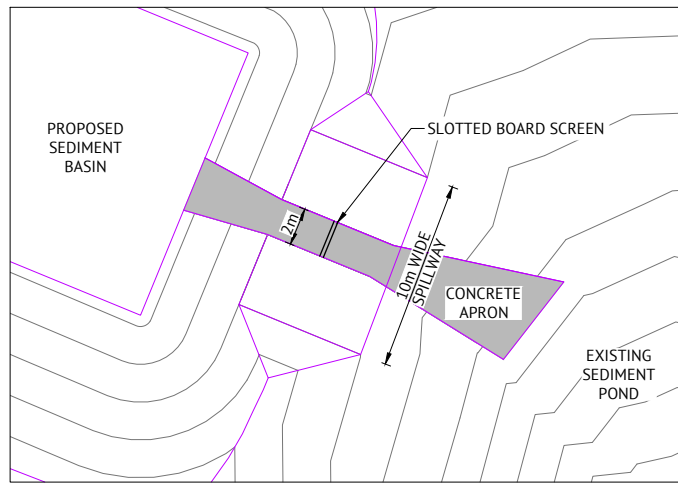 PROPOSED
SEDIMENT
BASIN
SLOTTED BOARD SCREEN
2m
10m WIDE
SPILLWAY
CONCRETE
APRON
EXISTING
SEDIMENT
POND